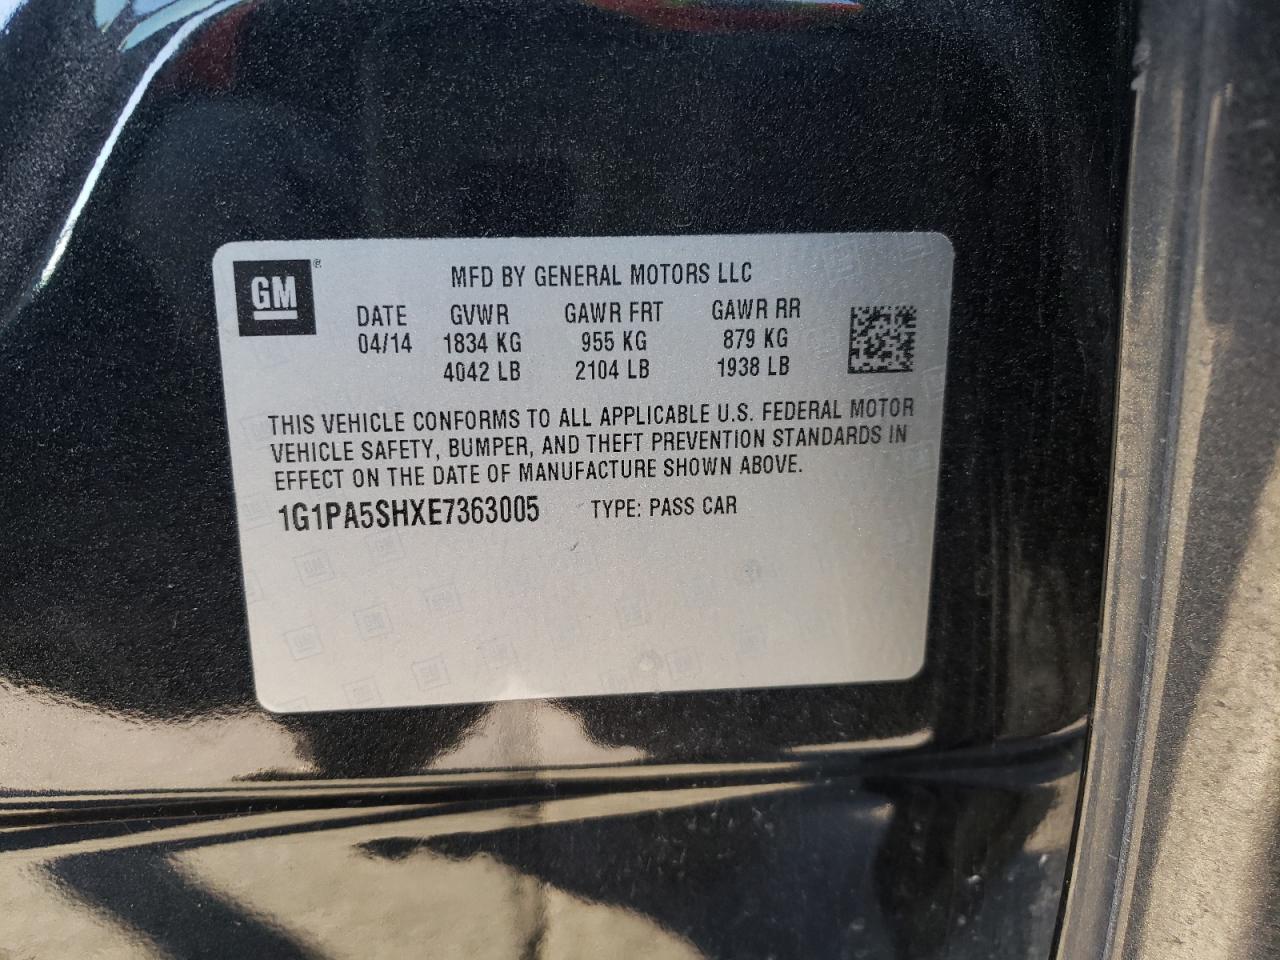 GM®
MFD BY GENERAL MOTORS LLC
DATE GVWR GAWR FRT GAWR RR
04/14 1834 KG 955 KG 879 KG
4042 LB 2104 LB 1938 LB
THIS VEHICLE CONFORMS TO ALL APPLICABLE U.S. FEDERAL MOTOR
VEHICLE SAFETY, BUMPER, AND THEFT PREVENTION STANDARDS IN
EFFECT ON THE DATE OF MANUFACTURE SHOWN ABOVE.
1G1PA5SHXE7363005 TYPE: PASS CAR